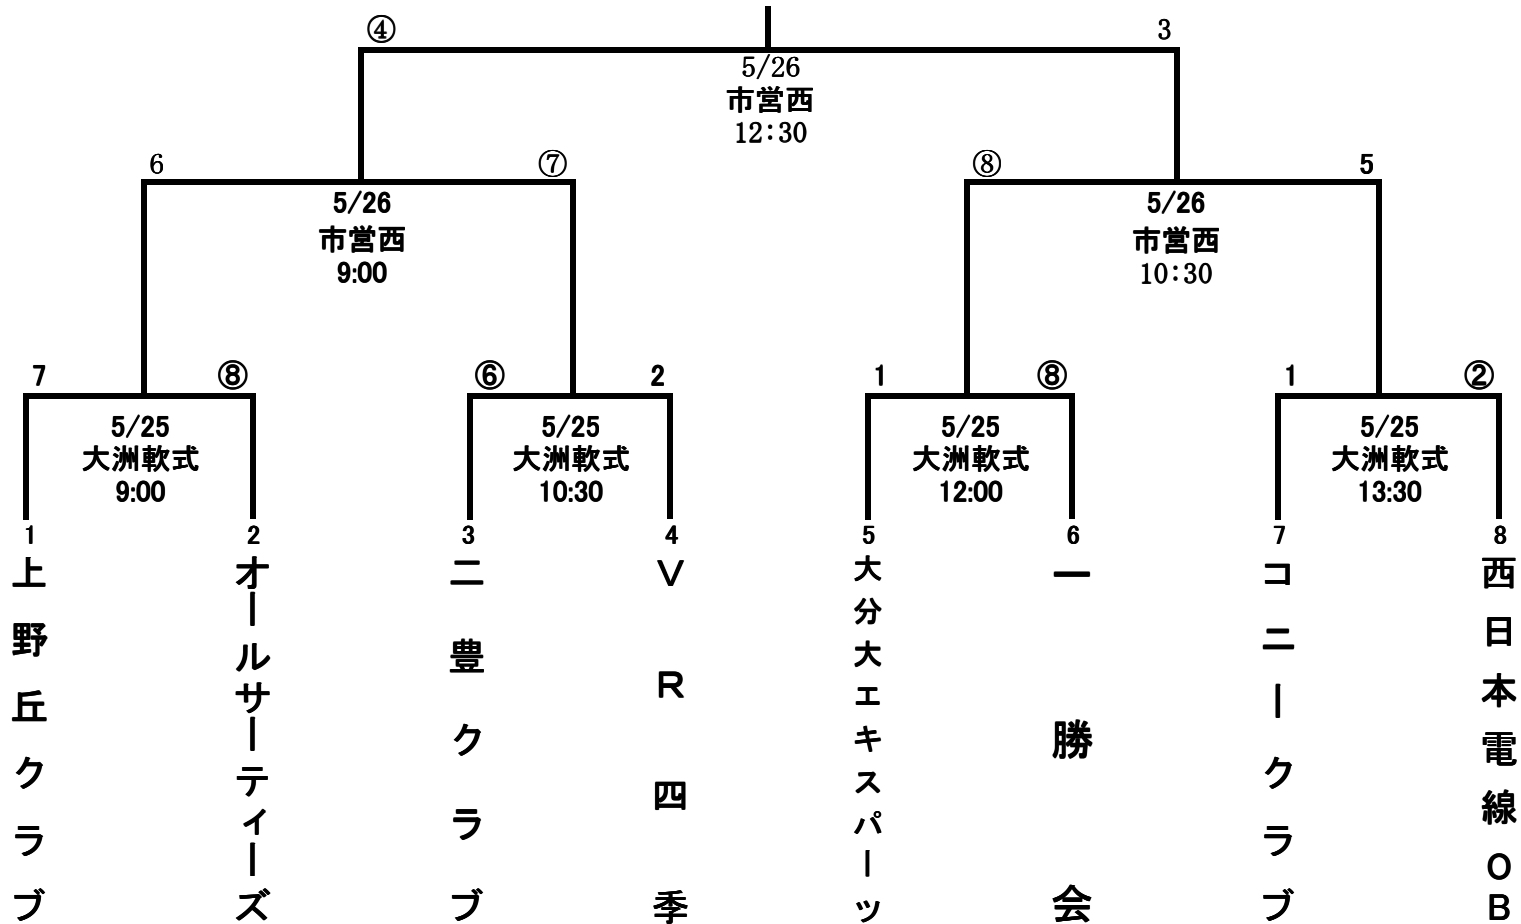 ④ 3
5/26
市営西
12:30
6 ⑦ ⑧ 5
5/26
市営西
9:00
5/26
市営西
10:30
7 ⑧ ⑥ 2 1 ⑧ 1 ②
5/25
大洲軟式
9:00
5/25
大洲軟式
10:30
5/25
大洲軟式
12:00
5/25
大洲軟式
13:30
1
上野丘クラブ
2
オールサーティーズ
3
二豊クラブ
4
VR四季
5
大分大エキスパーツ
6
一勝会
7
コニークラブ
8
西日本電線OB